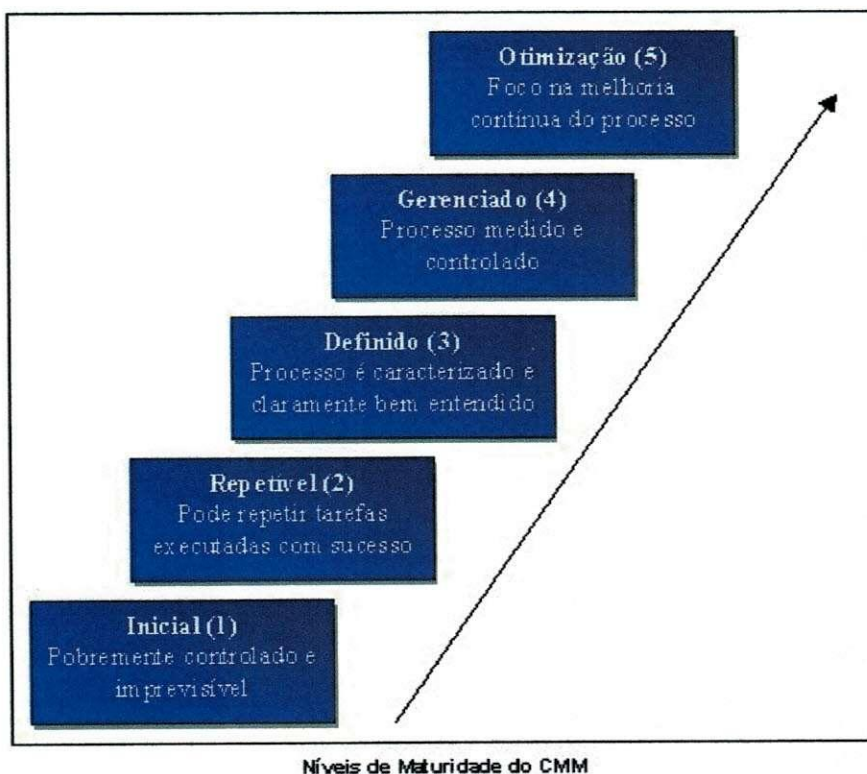 Otimização (5)
Foco na melhoria
contínua do processo
Gerenciado (4)
Processo medido e
controlado
Definido (3)
Processo é caracterizado e
claramente bem entendido
Repetível (2)
Pode repetir tarefas
executadas com sucesso
Inicial (1)
Pobremente controlado e
imprevisível
Níveis de Maturidade do CMM